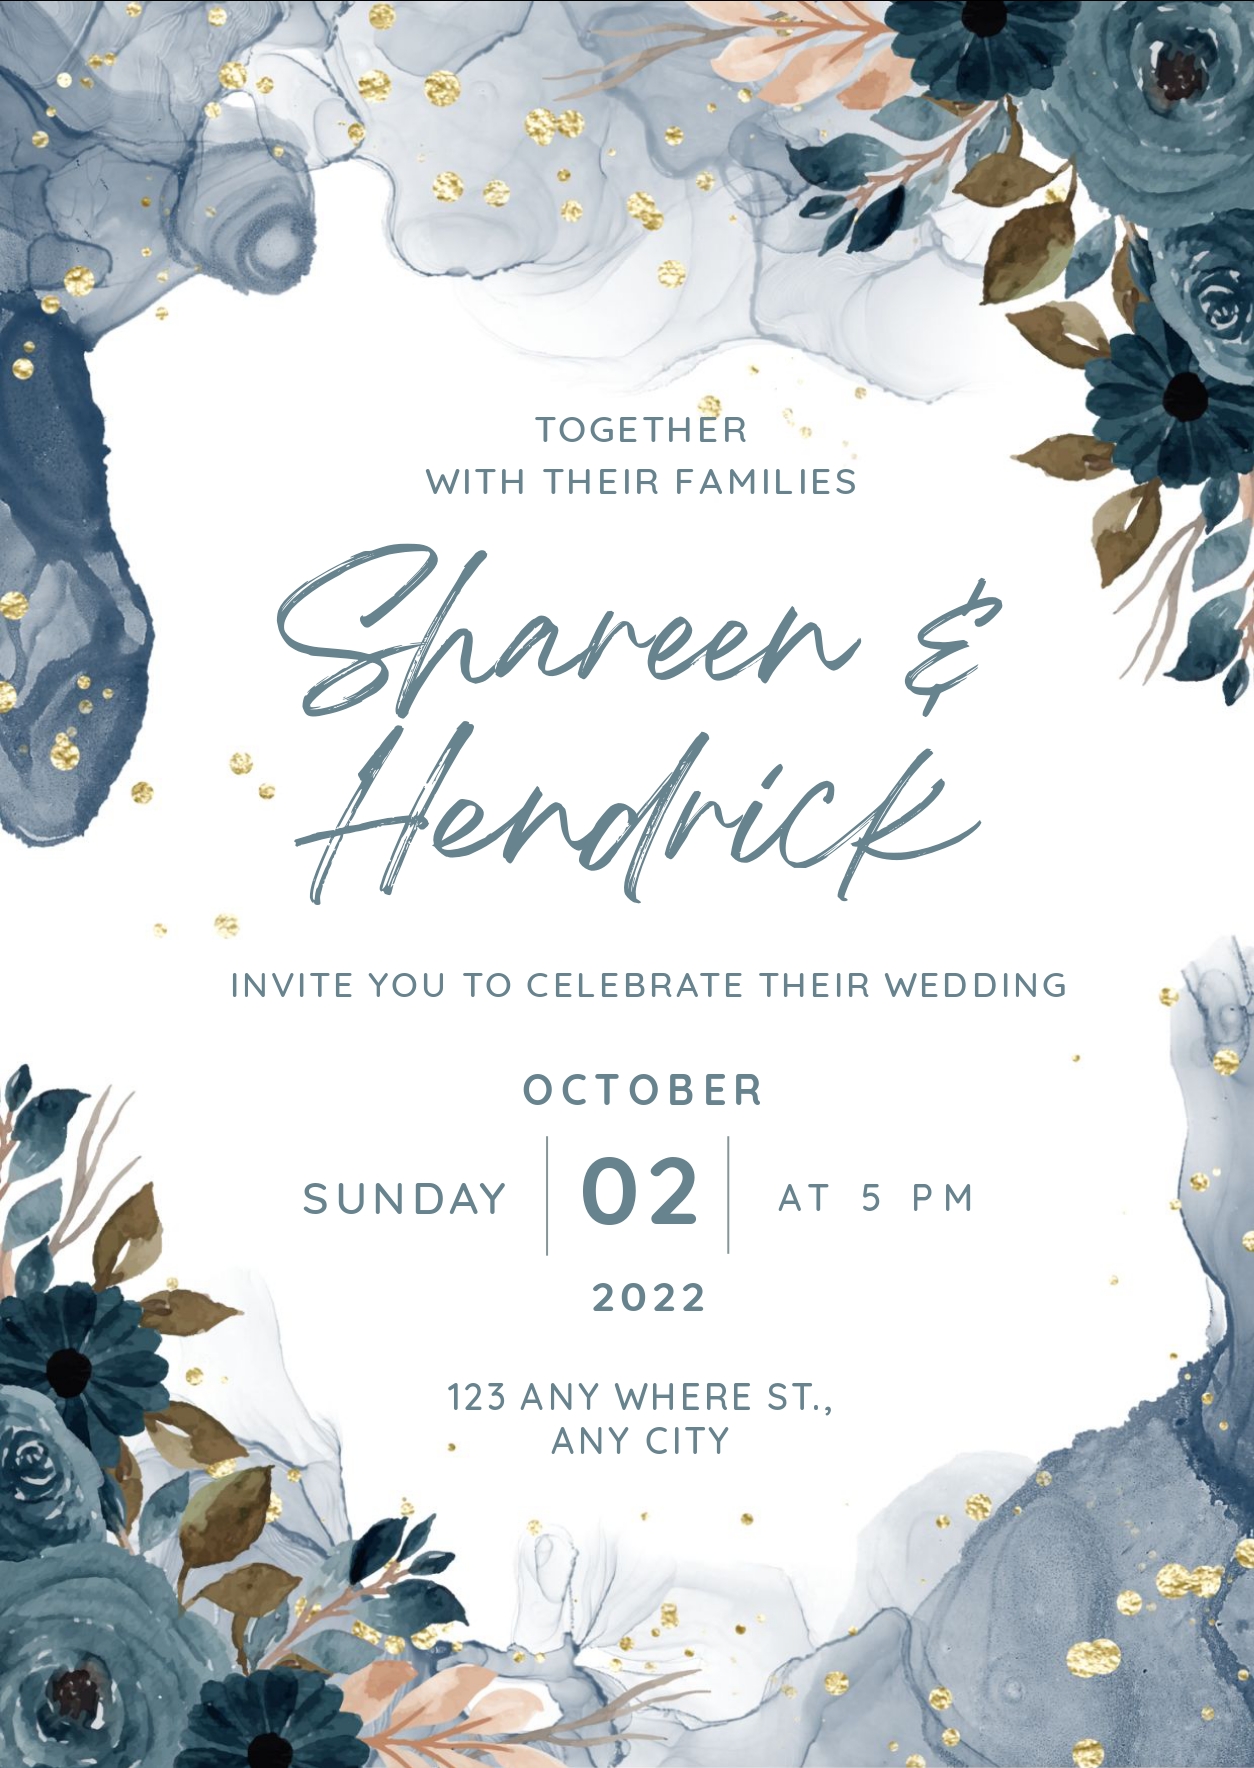 TOGETHER
WITH THEIR FAMILIES
Shareen &
Hendrick
INVITE YOU TO CELEBRATE THEIR WEDDING
OCTOBER
SUNDAY 02 AT 5 PM
2022
123 ANY WHERE ST.,
ANY CITY